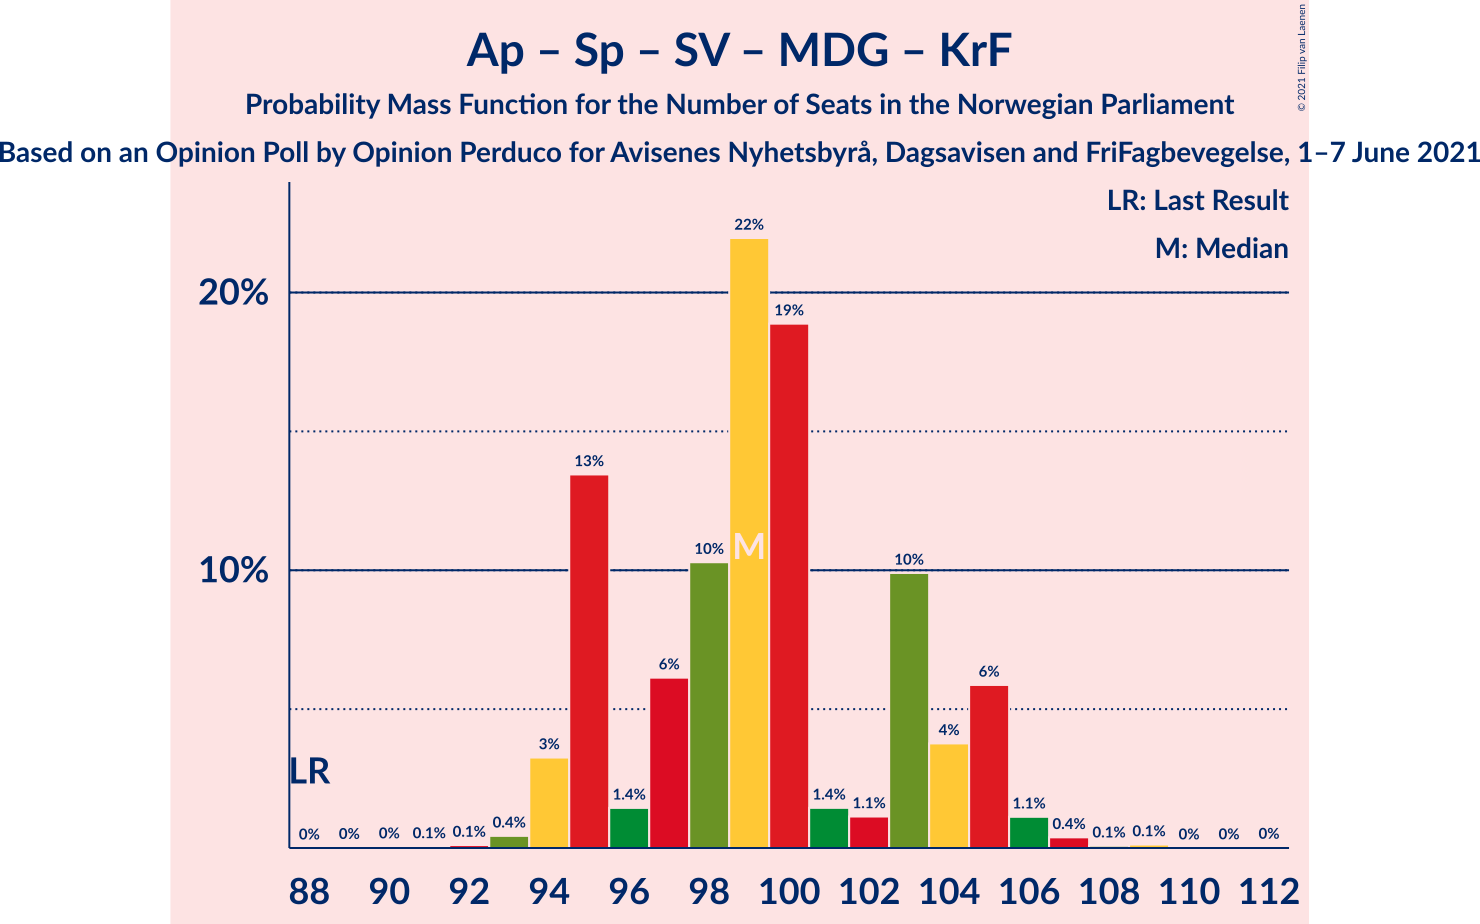 Ap – Sp – SV – MDG – KrF
© 2021 Filip van Laenen
Probability Mass Function for the Number of Seats in the Norwegian Parliament
Based on an Opinion Poll by Opinion Perduco for Avisenes Nyhetsbyrå, Dagsavisen and FriFagbevegelse, 1–7 June 2021
LR: Last Result
M: Median
20%
10%
LR
M
0% 0% 0% 0.1% 0.1% 0.4% 3% 13% 1.4% 6% 10% 22% 19% 1.4% 1.1% 10% 4% 6% 1.1% 0.4% 0.1% 0.1% 0% 0% 0%
88 90 92 94 96 98 100 102 104 106 108 110 112